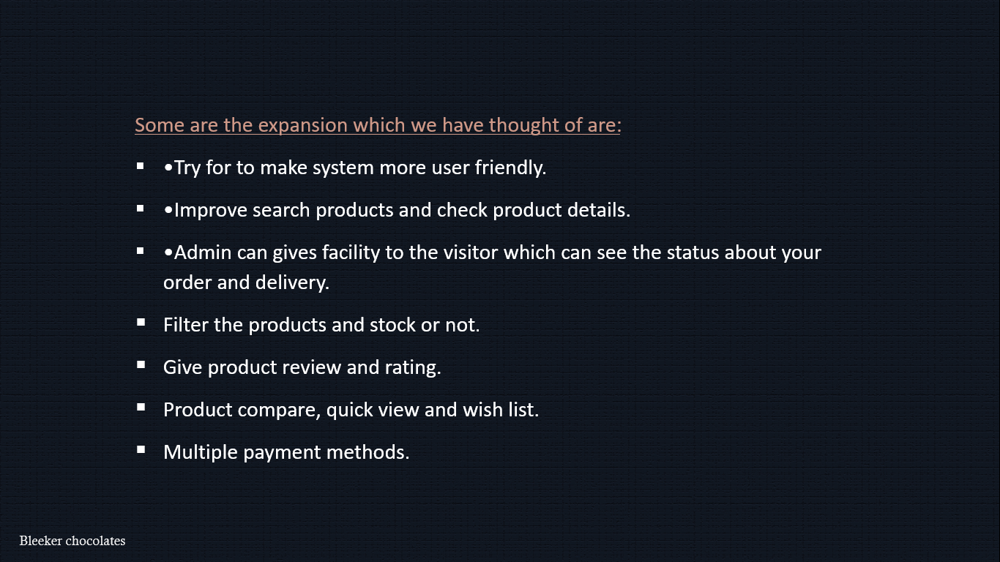 Some are the expansion which we have thought of are:
▪ •Try for to make system more user friendly.
▪ •Improve search products and check product details.
▪ •Admin can gives facility to the visitor which can see the status about your
order and delivery.
▪ Filter the products and stock or not.
▪ Give product review and rating.
▪ Product compare, quick view and wish list.
▪ Multiple payment methods.
Bleeker chocolates